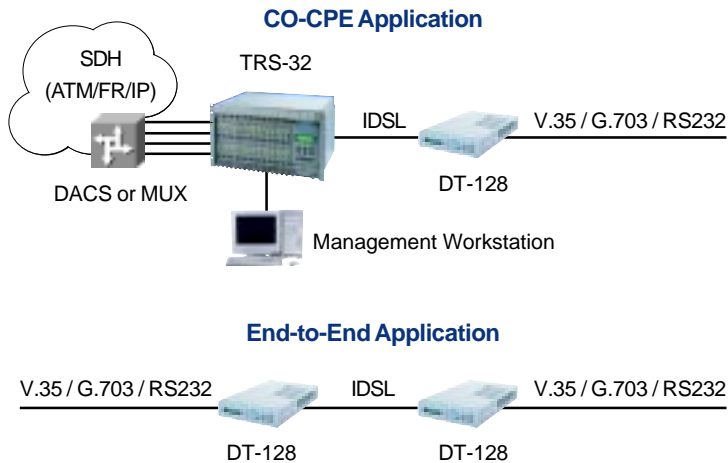 CO-CPE Application
SDH
(ATM/FR/IP)
TRS-32
IDSL
V.35 / G.703 / RS232
DACS or MUX
DT-128
Management Workstation
End-to-End Application
V.35 / G.703 / RS232
IDSL
V.35 / G.703 / RS232
DT-128
DT-128